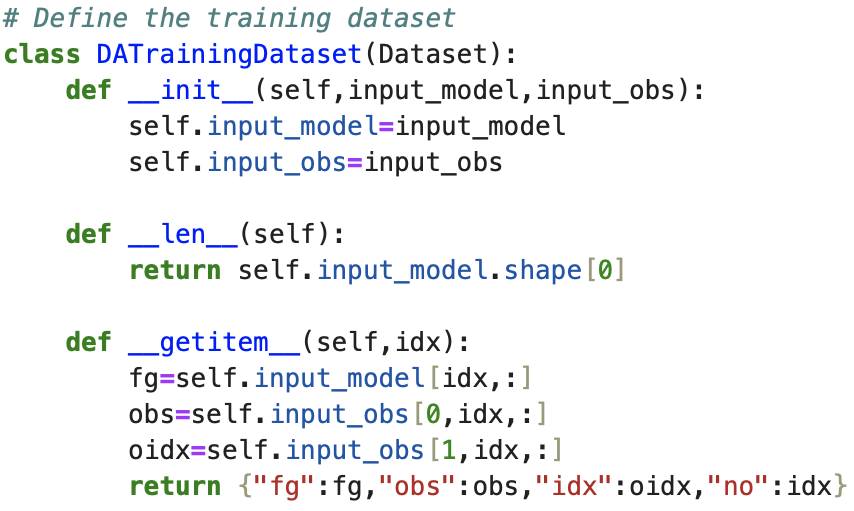 # Define the training dataset
class DATrainingDataset(Dataset):
    def __init__(self,input_model,input_obs):
        self.input_model=input_model
        self.input_obs=input_obs

    def __len__(self):
        return self.input_model.shape[0]

    def __getitem__(self,idx):
        fg=self.input_model[idx,:]
        obs=self.input_obs[0,idx,:]
        oidx=self.input_obs[1,idx,:]
        return {"fg":fg,"obs":obs,"idx":oidx,"no":idx}